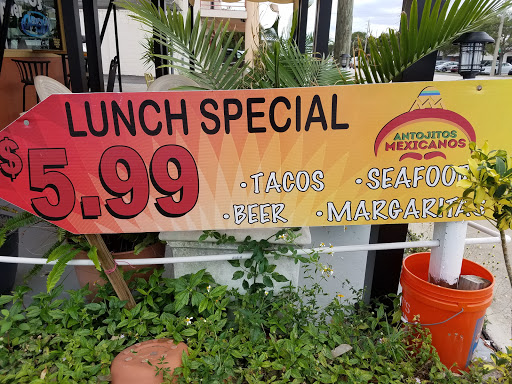 LUNCH SPECIAL
$5.99
ANTOJITOS
MEXICANOS
• TACOS • SEAFOOD
• BEER • MARGARITAS